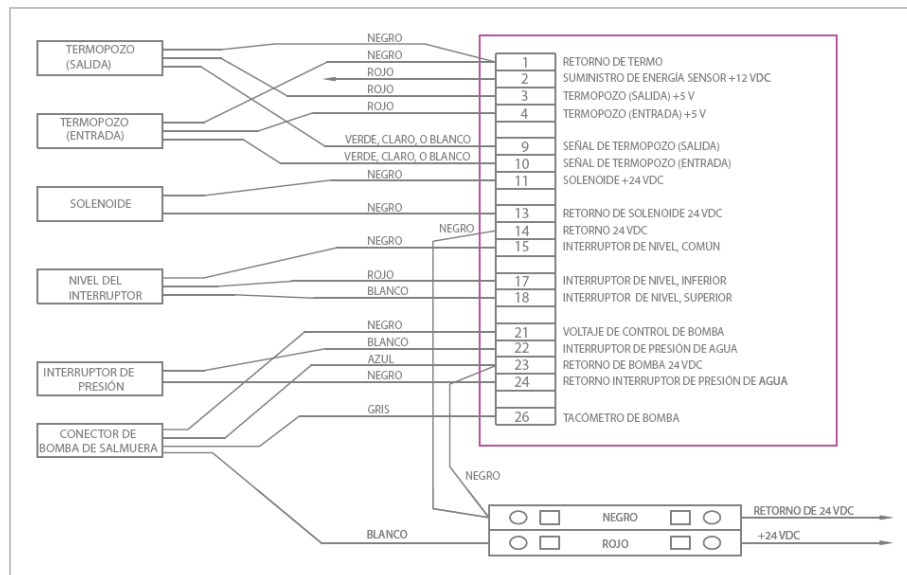 TERMOPOZO
(SALIDA)
TERMOPOZO
(ENTRADA)
SOLENOIDE
NIVEL DEL
INTERRUPTOR
INTERRUPTOR DE
PRESIÓN
CONECTOR DE
BOMBA DE SALMUERA
NEGRO
NEGRO
ROJO
ROJO
ROJO
VERDE, CLARO, O BLANCO
VERDE, CLARO, O BLANCO
NEGRO
NEGRO
NEGRO
NEGRO
ROJO
BLANCO
NEGRO
BLANCO
AZUL
NEGRO
GRIS
NEGRO
BLANCO
1 RETORNO DE TERMO
2 SUMINISTRO DE ENERGÍA SENSOR +12 VDC
3 TERMOPOZO (SALIDA) +5 V
4 TERMOPOZO (ENTRADA) +5 V
9 SEÑAL DE TERMOPOZO (SALIDA)
10 SEÑAL DE TERMOPOZO (ENTRADA)
11 SOLENOIDE +24 VDC
13 RETORNO DE SOLENOIDE 24 VDC
14 RETORNO 24 VDC
15 INTERRUPTOR DE NIVEL, COMÚN
17 INTERRUPTOR DE NIVEL, INFERIOR
18 INTERRUPTOR DE NIVEL, SUPERIOR
21 VOLTAJE DE CONTROL DE BOMBA
22 INTERRUPTOR DE PRESIÓN DE AGUA
23 RETORNO DE BOMBA 24 VDC
24 RETORNO INTERRUPTOR DE PRESIÓN DE AGUA
26 TACÓMETRO DE BOMBA
NEGRO RETORNO DE 24 VDC
ROJO +24 VDC